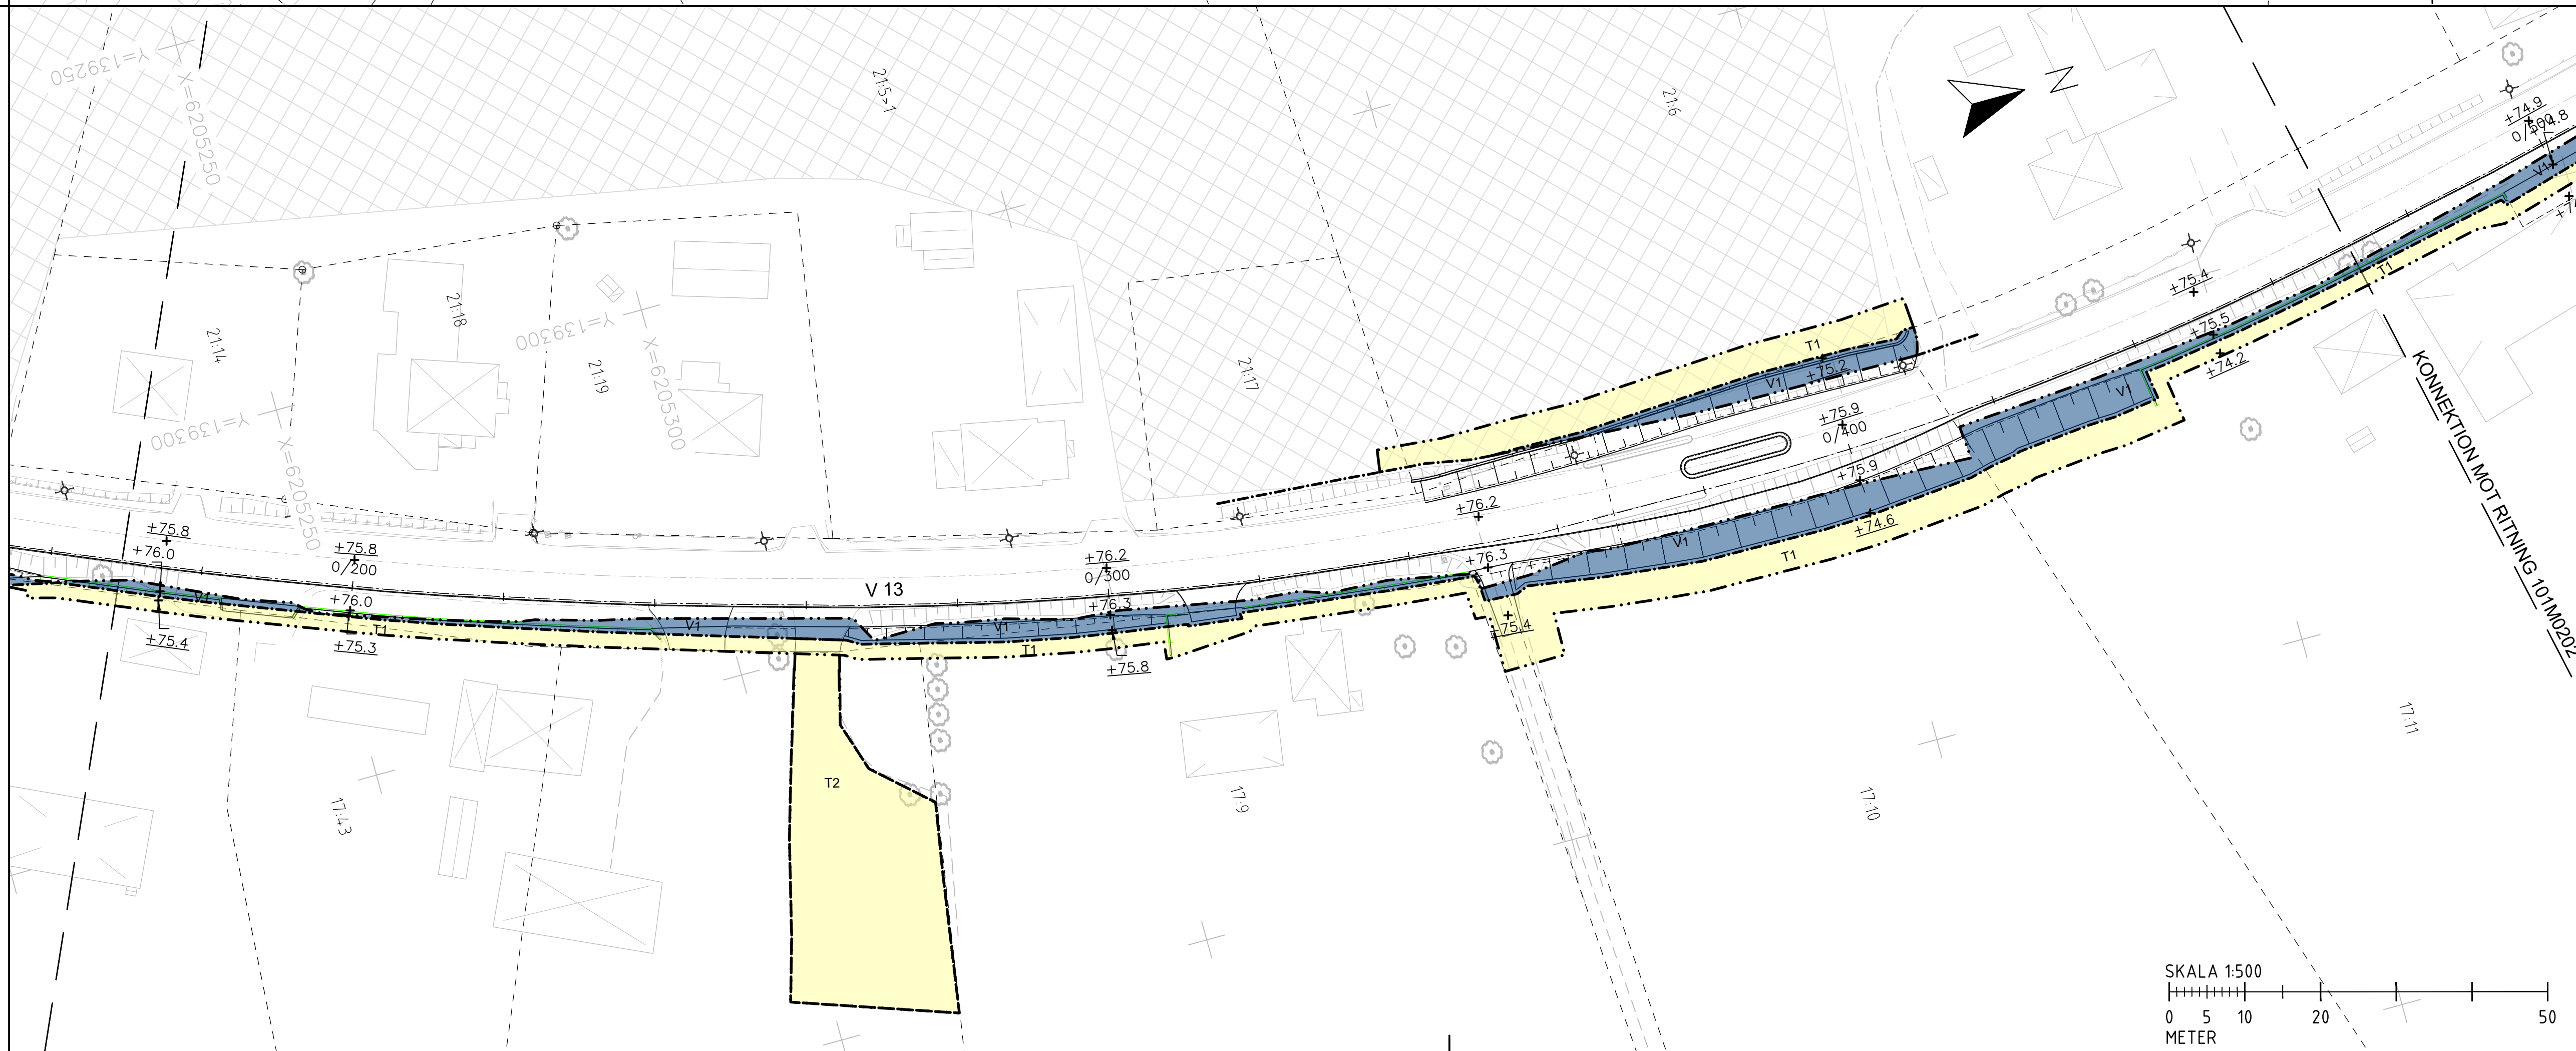 Y=139250
X=6205250
21:5>1
21:6
N
+74.9
0/500
+74.8
V1
21:14
21:18
Y=139300
X=6205300
21:19
21:17
T1
V1
+75.2
+75.4
+75.5
+74.2
T1
V1
Y=139300
X=6205250
+75.9
0/400
+75.9
+76.2
+74.6
V1
T1
KONNEKTION MOT RITNING 101M0202
+75.8
+76.0
+75.8
0/200
+76.0
V1
+75.4
T1
+75.3
V 13
+76.2
0/300
+76.3
+76.3
V1
V1
T1
+75.8
+75.4
T2
17:43
17:9
17:10
17:11
SKALA 1:500
0 5 10 20 50
METER